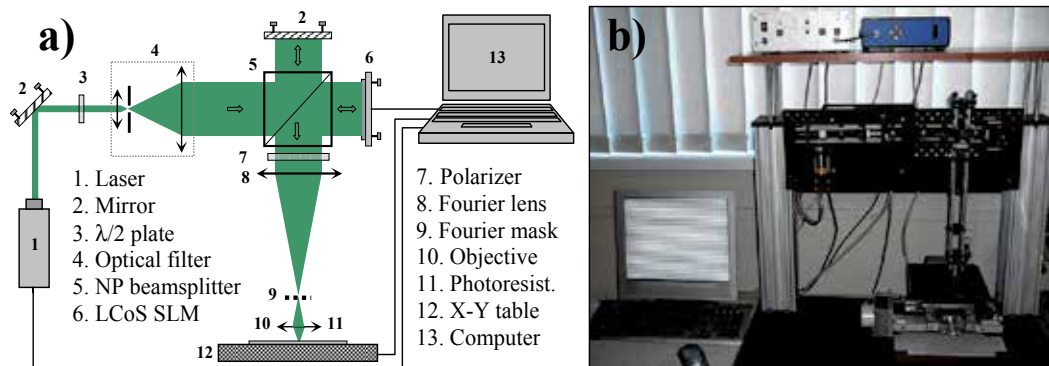 a)
b)
2
4
3
2
5
6
13
7
8
1
9
10
11
12
1. Laser
2. Mirror
3. λ/2 plate
4. Optical filter
5. NP beamsplitter
6. LCoS SLM
7. Polarizer
8. Fourier lens
9. Fourier mask
10. Objective
11. Photoresist.
12. X-Y table
13. Computer